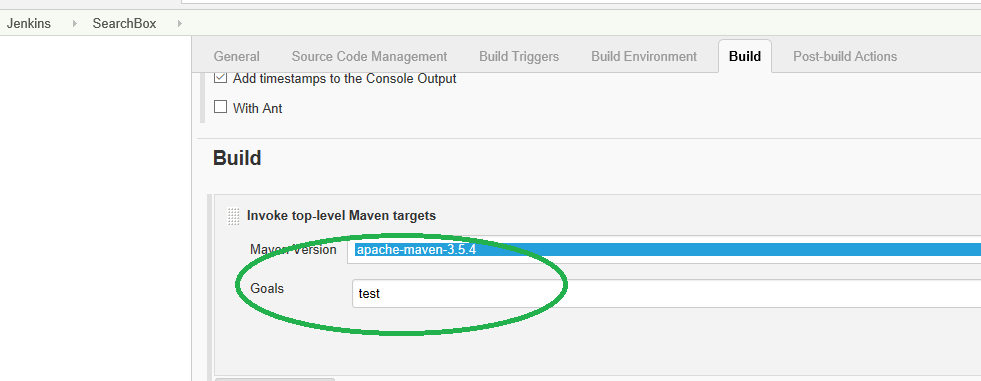 Jenkins SearchBox
General Source Code Management Build Triggers Build Environment Build Post-build Actions
Add timestamps to the Console Output
With Ant
Build
Invoke top-level Maven targets
Maven Version apache-maven-3.5.4
Goals test